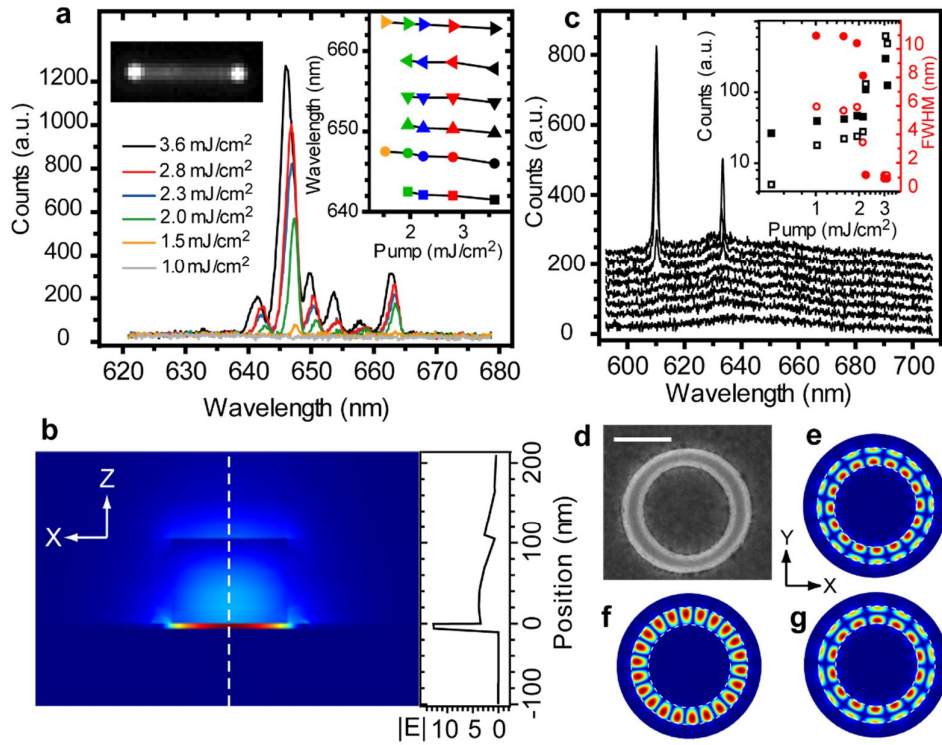 a
1200
1000
800
600
400
200
0
Counts (a.u.)
3.6 mJ/cm²
2.8 mJ/cm²
2.3 mJ/cm²
2.0 mJ/cm²
1.5 mJ/cm²
1.0 mJ/cm²
660
650
640
Wavelength (nm)
2
3
Pump (mJ/cm²)
620
630
640
650
660
670
680
Wavelength (nm)
c
800
600
400
200
0
Counts (a.u.)
100
10
Counts (a.u.)
10
8
6
4
2
0
FWHM (nm)
1
2
3
Pump (mJ/cm²)
600
620
640
660
680
700
Wavelength (nm)
b
Z
X
200
100
0
-100
Position (nm)
|E|
10
5
0
d
e
Y
X
f
g